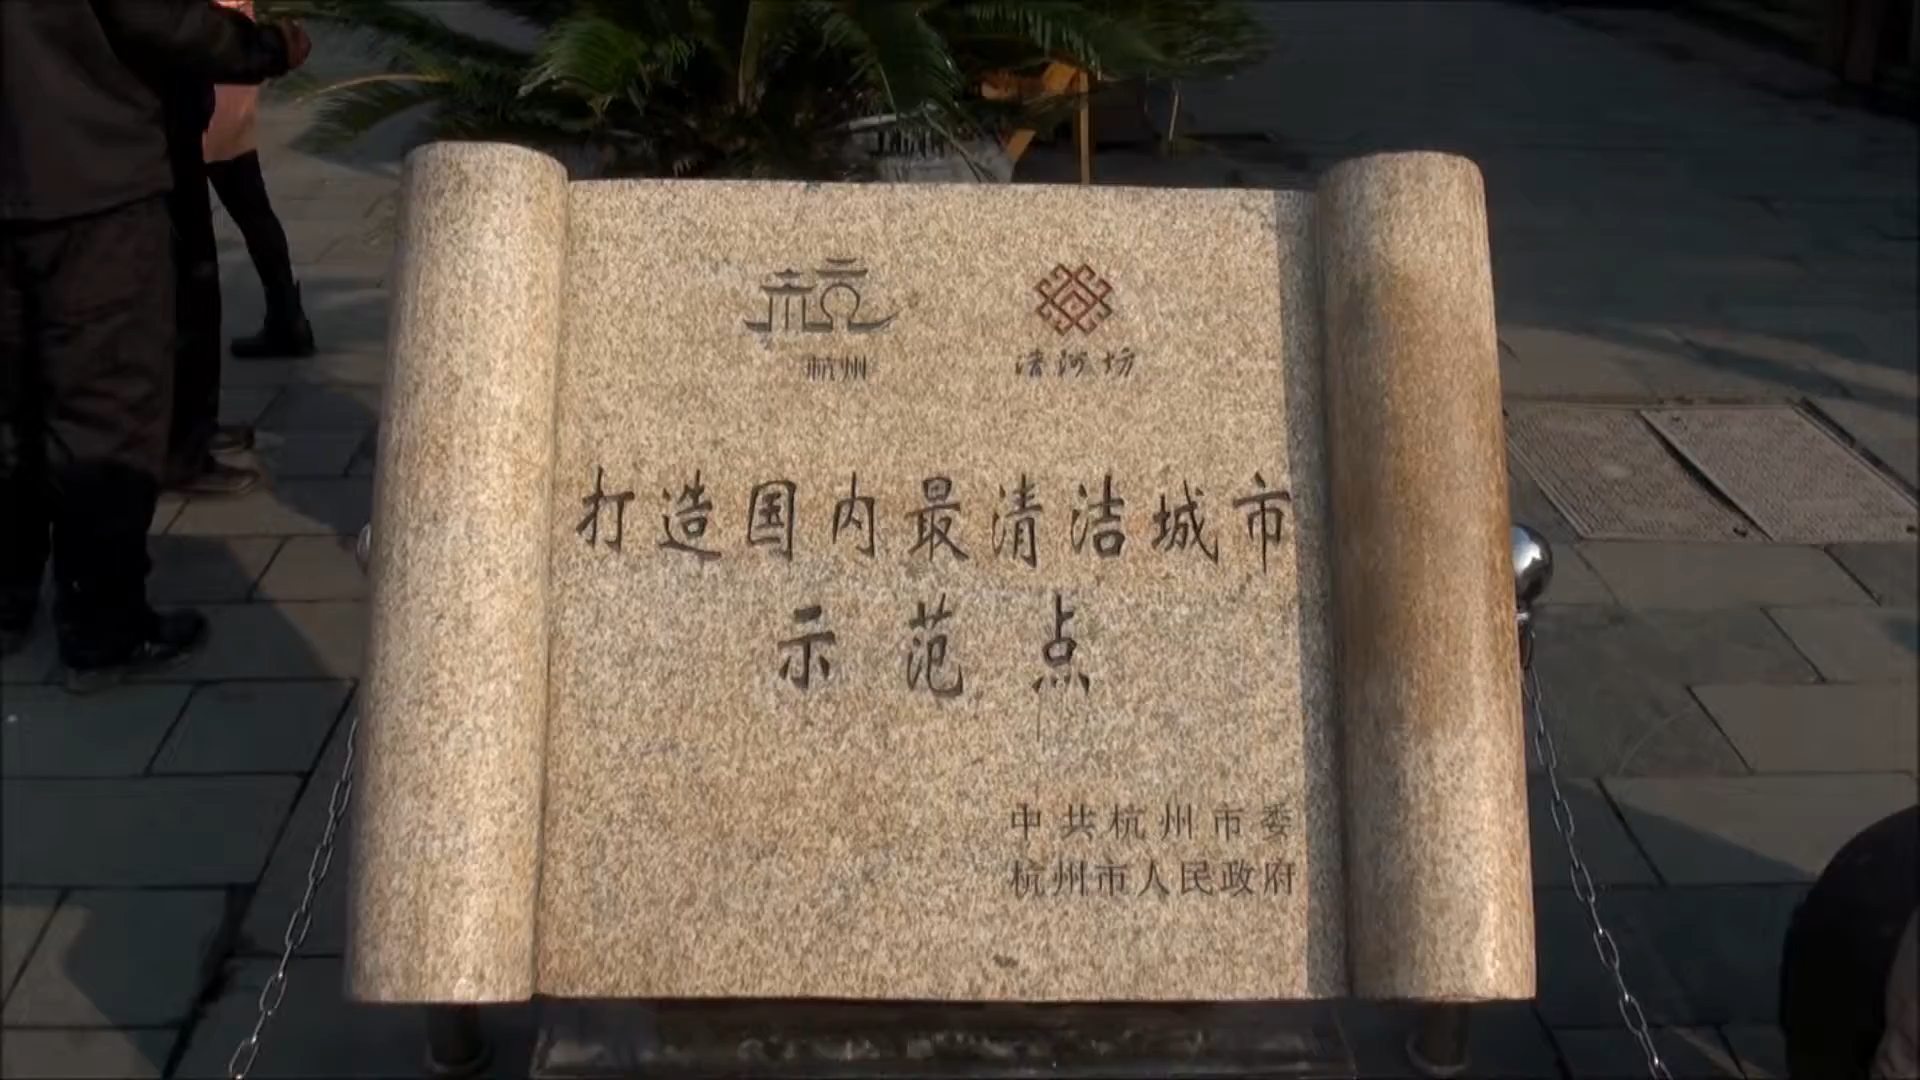 杭州
清河坊
打造国内最清洁城市
示范点
中共杭州市委
杭州市人民政府